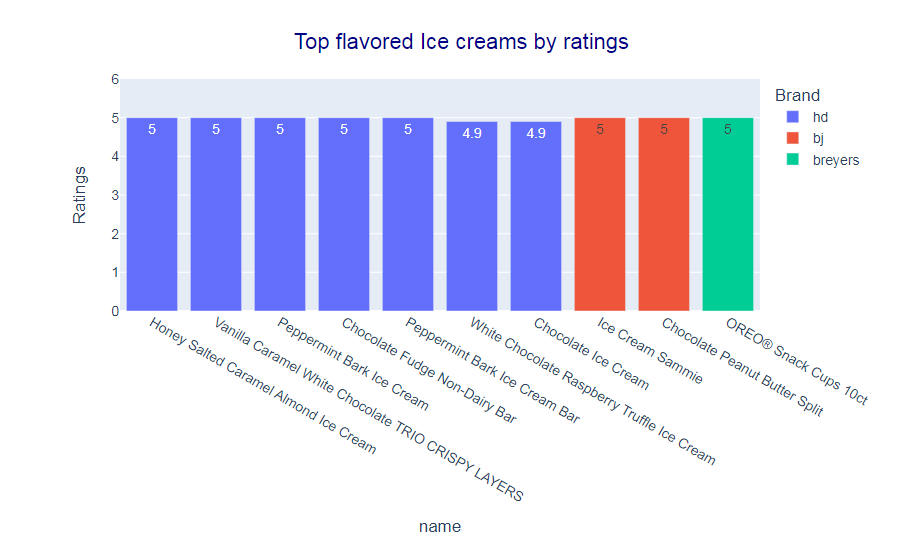 Top flavored Ice creams by ratings
Ratings
6
5
4
3
2
1
0
5
5
5
5
5
4.9
4.9
5
5
5
Honey Salted Caramel Almond Ice Cream
Vanilla Caramel White Chocolate TRIO CRISPY LAYERS
Peppermint Bark Ice Cream
Chocolate Fudge Non-Dairy Bar
Peppermint Bark Ice Cream Bar
White Chocolate Raspberry Truffle Ice Cream
Chocolate Ice Cream
Ice Cream Sammie
Chocolate Peanut Butter Split
OREO® Snack Cups 10ct
name
Brand
hd
bj
breyers